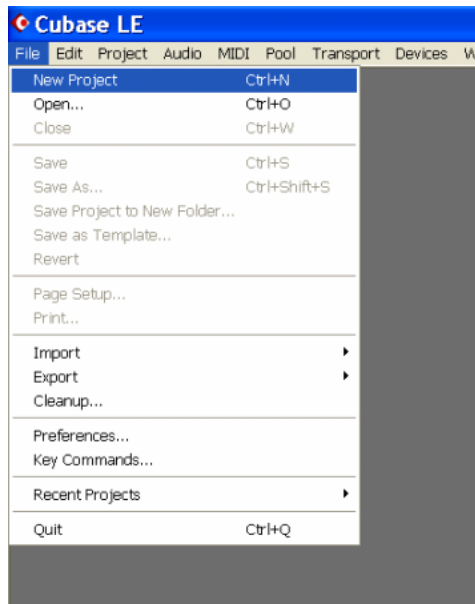 Cubase LE
File Edit Project Audio MIDI Pool Transport Devices W
New Project Ctrl+N
Open... Ctrl+O
Close Ctrl+W
Save Ctrl+S
Save As... Ctrl+Shift+S
Save Project to New Folder...
Save as Template...
Revert
Page Setup...
Print...
Import
Export
Cleanup...
Preferences...
Key Commands...
Recent Projects
Quit Ctrl+Q